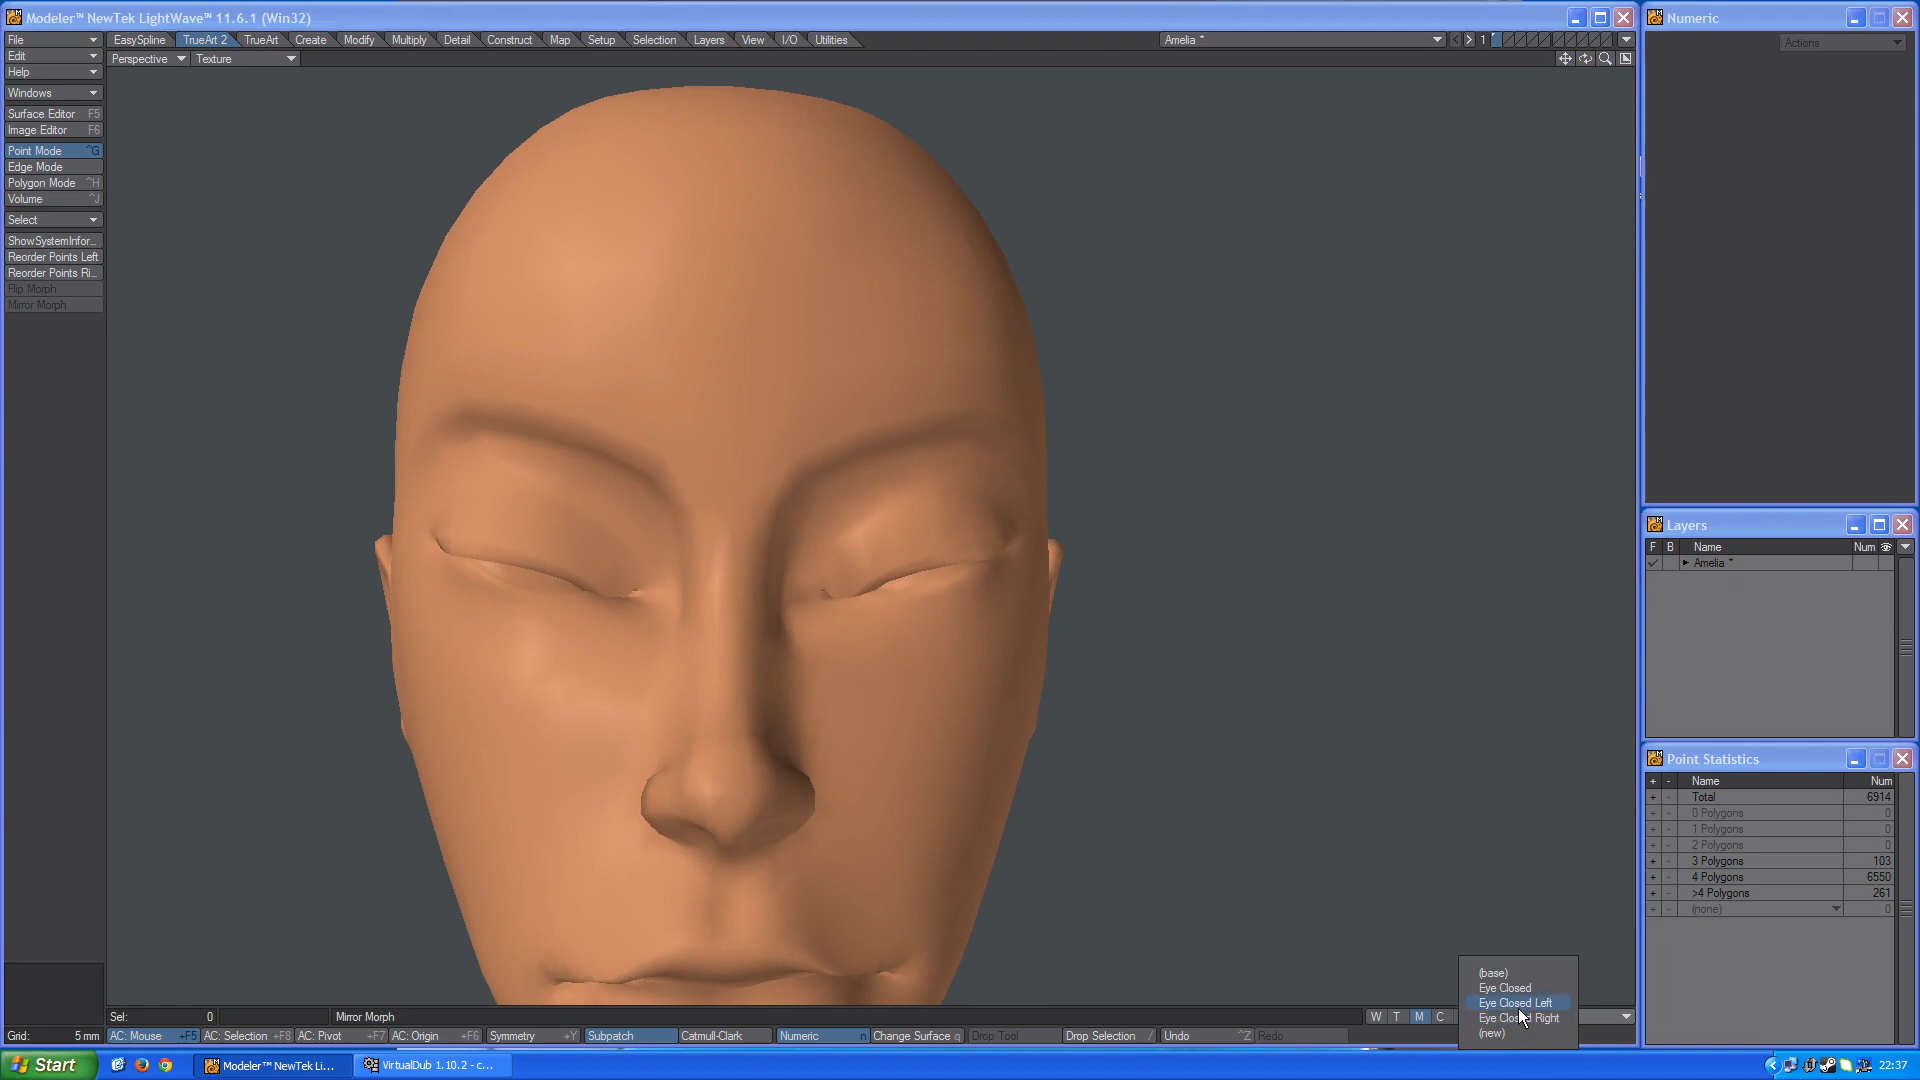 Modeler™ NewTek LightWave™ 11.6.1 (Win32)
Numeric
File
EasySpline TrueArt 2 TrueArt Create Modify Multiply Detail Construct Map Setup Selection Layers View I/O Utilities
Amelia * 1
Actions
Edit
Perspective Texture
Help
Windows
Surface Editor F5
Image Editor F6
Point Mode ^G
Edge Mode
Polygon Mode ^H
Volume ^J
Select
ShowSystemInfor...
Reorder Points Left
Reorder Points Ri...
Flip Morph
Mirror Morph
Layers
F B Name Num
Amelia *
Point Statistics
+ - Name Num
+ - Total 6914
+ - 0 Polygons 0
+ - 1 Polygons 0
+ - 2 Polygons 0
+ - 3 Polygons 103
+ - 4 Polygons 6550
+ - >4 Polygons 261
+ - (none) 0
(base)
Eye Closed
Eye Closed Left
Eye Closed Right
(new)
Sel: 0 Mirror Morph W T M C
Grid: 5 mm AC: Mouse +F5 AC: Selection +F8 AC: Pivot +F7 AC: Origin +F6 Symmetry +Y Subpatch Catmull-Clark Numeric n Change Surface q Drop Tool Drop Selection / Undo ^Z Redo
Start Modeler™ NewTek Li... VirtualDub 1.10.2 - c... 22:37